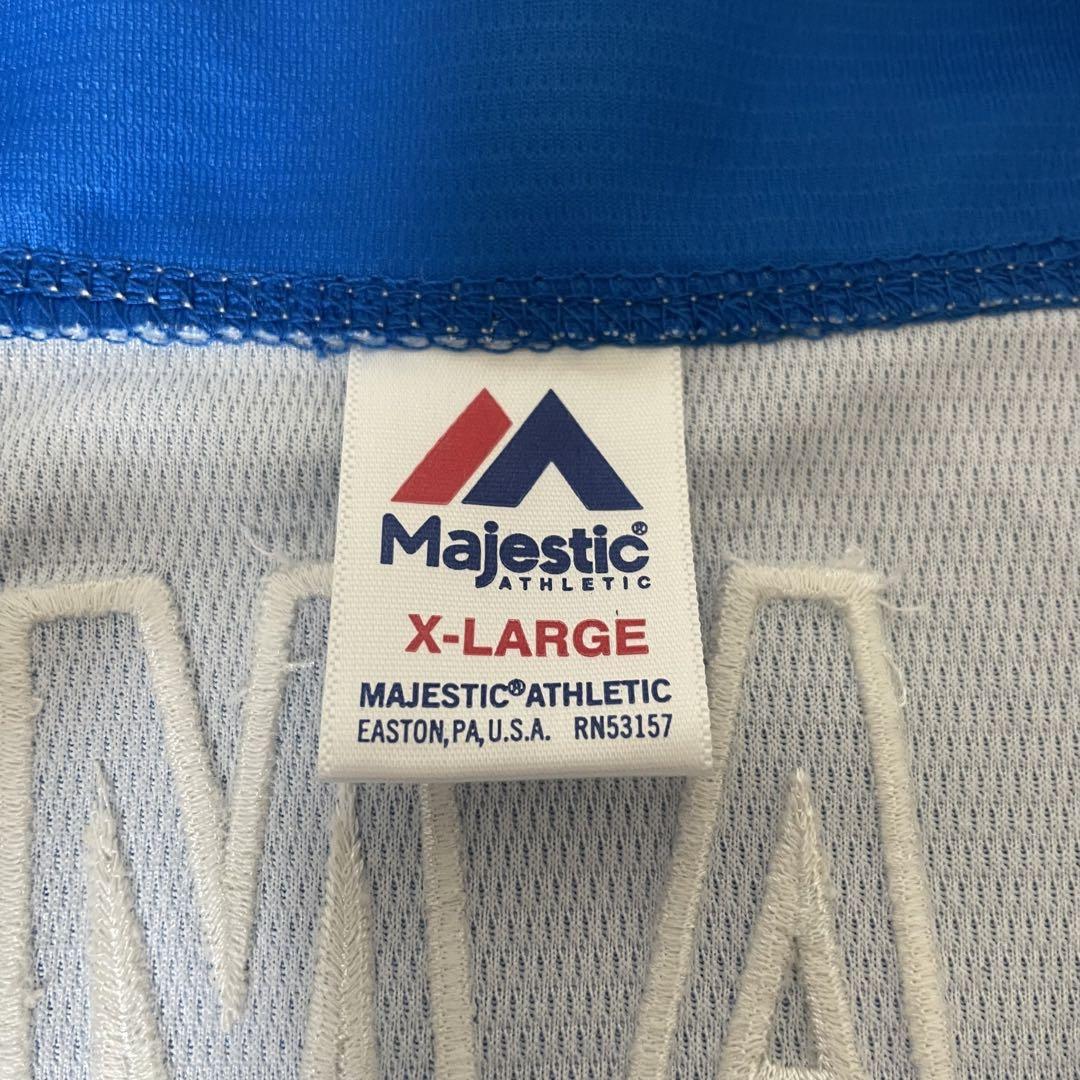 Majestic®
ATHLETIC
X-LARGE
MAJESTIC® ATHLETIC
EASTON, PA, U.S.A. RN53157